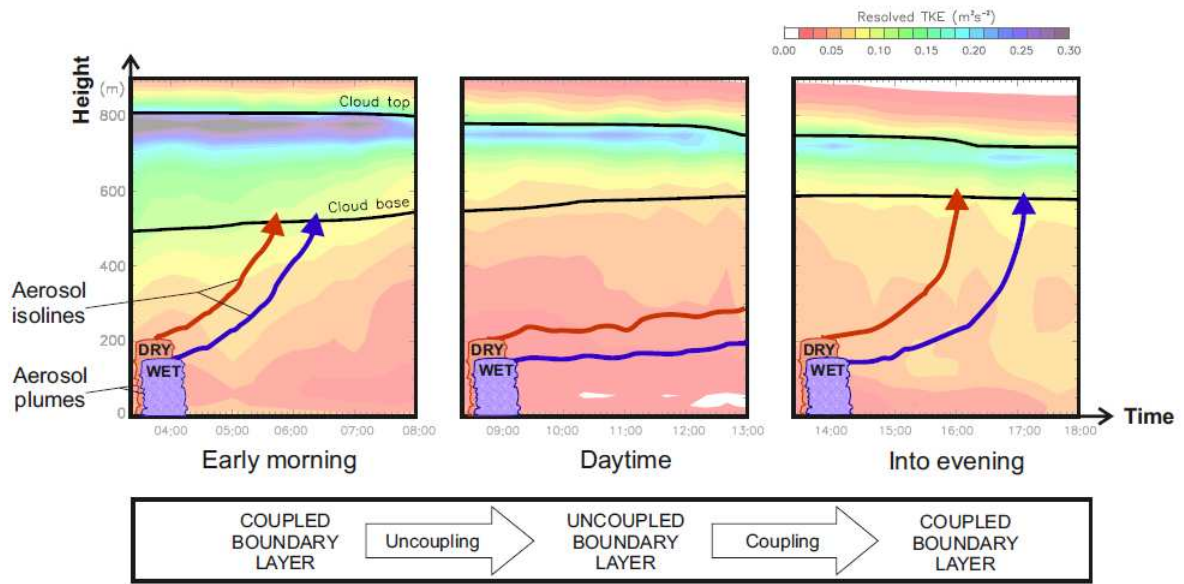 Resolved TKE (m²s⁻²)
0.00 0.05 0.10 0.15 0.20 0.25 0.30
Height
(m)
800
600
400
200
0
Cloud top
Cloud base
Aerosol
isolines
Aerosol
plumes
DRY
WET
DRY
WET
DRY
WET
04:00 05:00 06:00 07:00 08:00
09:00 10:00 11:00 12:00 13:00
14:00 15:00 16:00 17:00 18:00
Time
Early morning
Daytime
Into evening
COUPLED
BOUNDARY
LAYER
Uncoupling
UNCOUPLED
BOUNDARY
LAYER
Coupling
COUPLED
BOUNDARY
LAYER